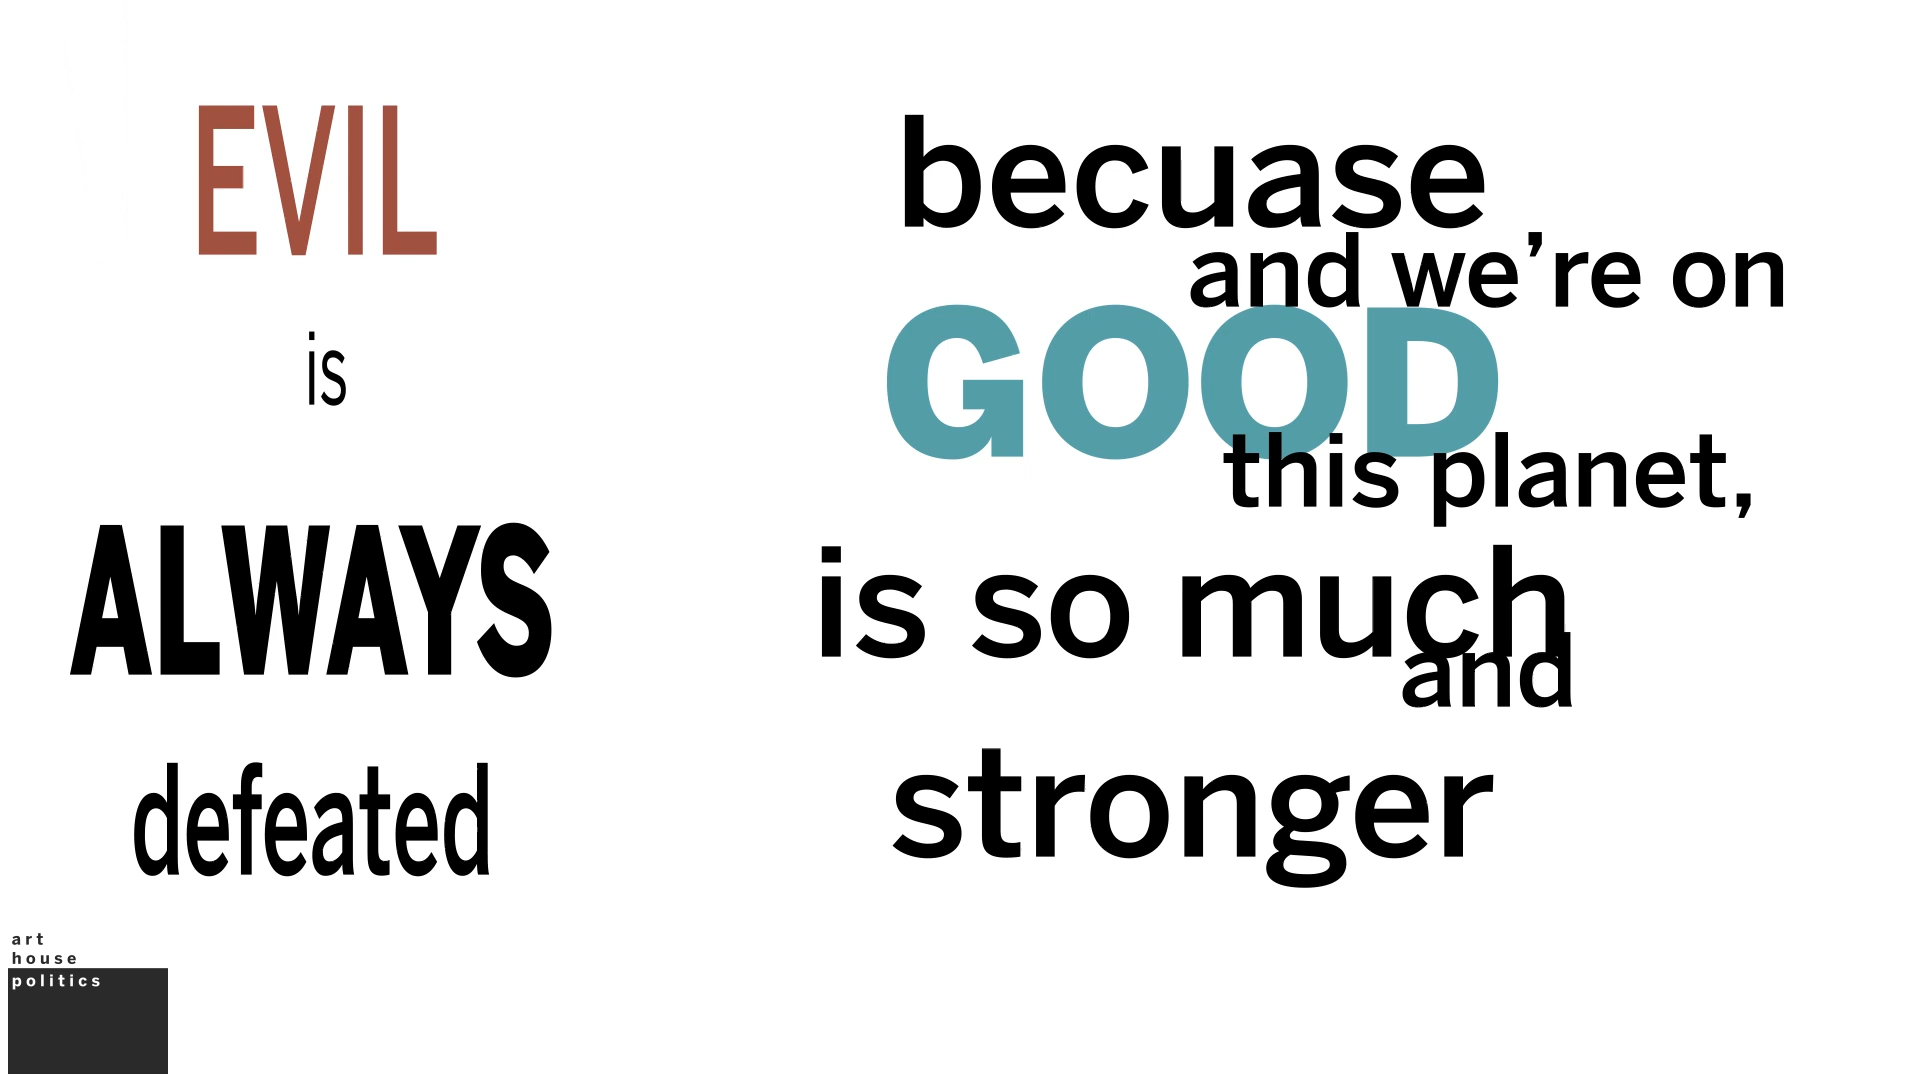 EVIL
is
ALWAYS
defeated
becuase
and we’re on
GOOD
this planet,
is so much
and
stronger
art
house
politics